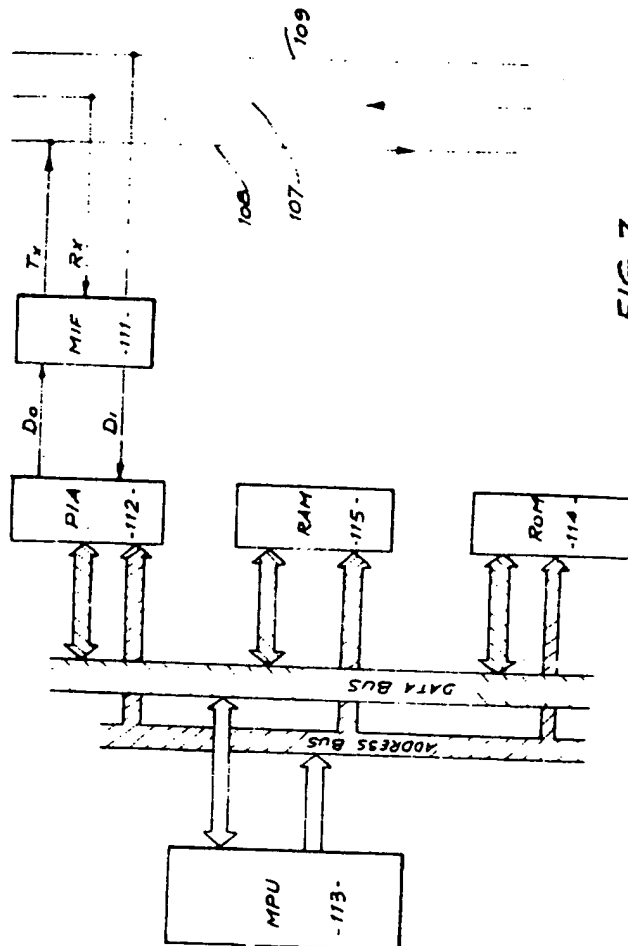 Tx
Rx
MIF
-111-
Do
D1
PIA
-112-
108
107
109
RAM
-115-
ROM
-114-
DATA BUS
ADDRESS BUS
MPU
-113-
FIG 7